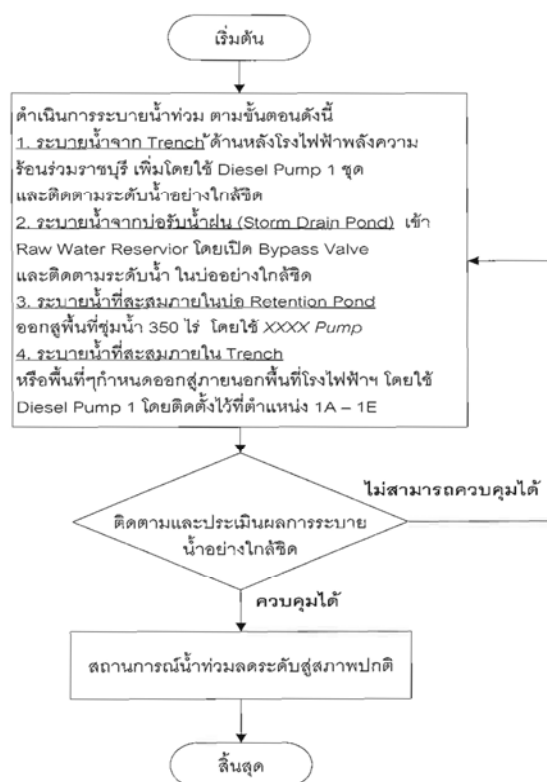 เริ่มต้น
ดำเนินการระบายน้ำท่วม ตามขั้นตอนดังนี้
1. ระบายน้ำจาก Trench ด้านหลังโรงไฟฟ้าพลังความ
ร้อนร่วมราชบุรี เพิ่มโดยใช้ Diesel Pump 1 ชุด
และติดตามระดับน้ำอย่างใกล้ชิด
2. ระบายน้ำจากบ่อรับน้ำฝน (Storm Drain Pond) เข้า
Raw Water Reservior โดยเปิด Bypass Valve
และติดตามระดับน้ำ ในบ่ออย่างใกล้ชิด
3. ระบายน้ำที่สะสมภายในบ่อ Retention Pond
ออกสู่พื้นที่ชุ่มน้ำ 350 ไร่ โดยใช้ XXXX Pump
4. ระบายน้ำที่สะสมภายใน Trench
หรือพื้นที่ๆกำหนดออกสู่ภายนอกพื้นที่โรงไฟฟ้าฯ โดยใช้
Diesel Pump 1 โดยติดตั้งไว้ที่ตำแหน่ง 1A – 1E
ไม่สามารถควบคุมได้
ติดตามและประเมินผลการระบาย
น้ำอย่างใกล้ชิด
ควบคุมได้
สถานการณ์น้ำท่วมลดระดับสู่สภาพปกติ
สิ้นสุด